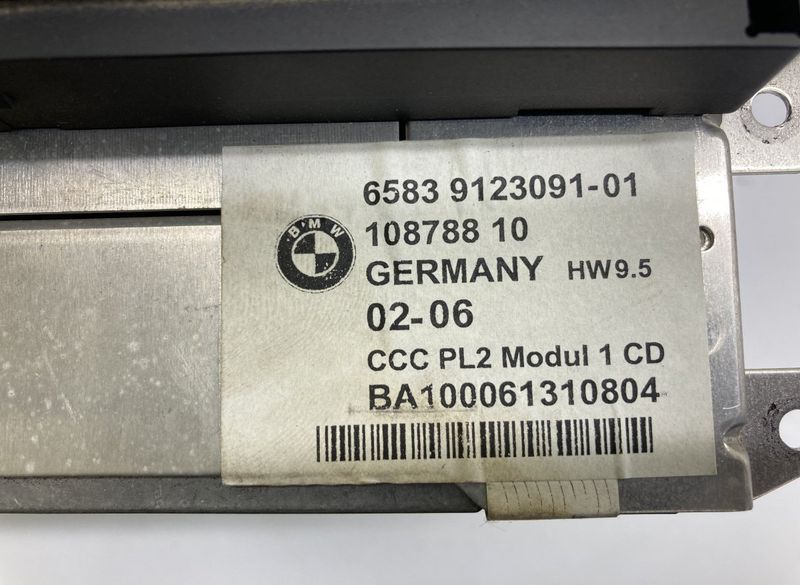 6583 9123091-01
BMW
108788 10
GERMANY HW9.5
02-06
CCC PL2 Modul 1 CD
BA100061310804